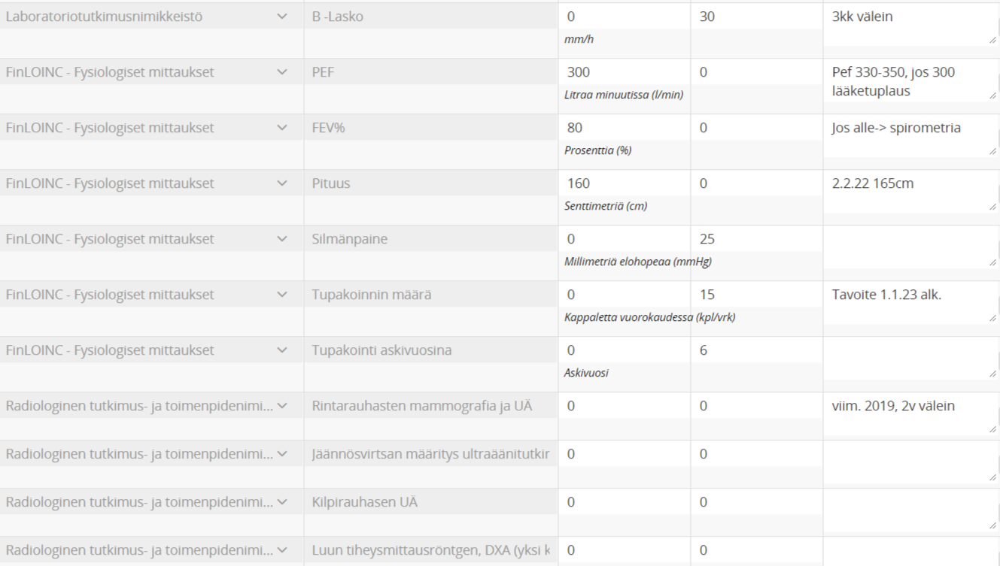 Laboratoriotutkimusnimikkeistö B -Lasko 0 30 3kk välein
mm/h
FinLOINC - Fysiologiset mittaukset PEF 300 0 Pef 330-350, jos 300
Litraa minuutissa (l/min) lääketuplaus
FinLOINC - Fysiologiset mittaukset FEV% 80 0 Jos alle-> spirometria
Prosenttia (%)
FinLOINC - Fysiologiset mittaukset Pituus 160 0 2.2.22 165cm
Senttimetriä (cm)
FinLOINC - Fysiologiset mittaukset Silmänpaine 0 25
Millimetriä elohopeaa (mmHg)
FinLOINC - Fysiologiset mittaukset Tupakoinnin määrä 0 15 Tavoite 1.1.23 alk.
Kappaletta vuorokaudessa (kpl/vrk)
FinLOINC - Fysiologiset mittaukset Tupakointi askivuosina 0 6
Askivuosi
Radiologinen tutkimus- ja toimenpidenimi... Rintarauhasten mammografia ja UÄ 0 0 viim. 2019, 2v välein
Radiologinen tutkimus- ja toimenpidenimi... Jäännösvirtsan määritys 0 0
Radiologinen tutkimus- ja toimenpidenimi... Kilpirauhasen UÄ 0 0
Radiologinen tutkimus- ja toimenpidenimi... Luun tiheysmittausröntgen, DXA (yksi 0 0